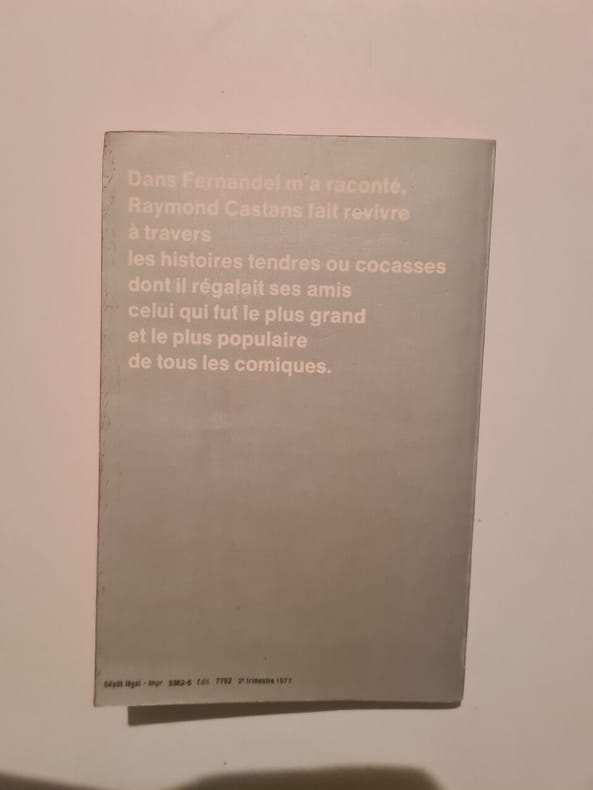 Dans Fernandel m'a raconté,
Raymond Castans fait revivre
à travers
les histoires tendres ou cocasses
dont il régalait ses amis
celui qui fut le plus grand
et le plus populaire
de tous les comiques.
Dépôt légal - Impr 3382-5 Edit 7792 2e trimestre 1977